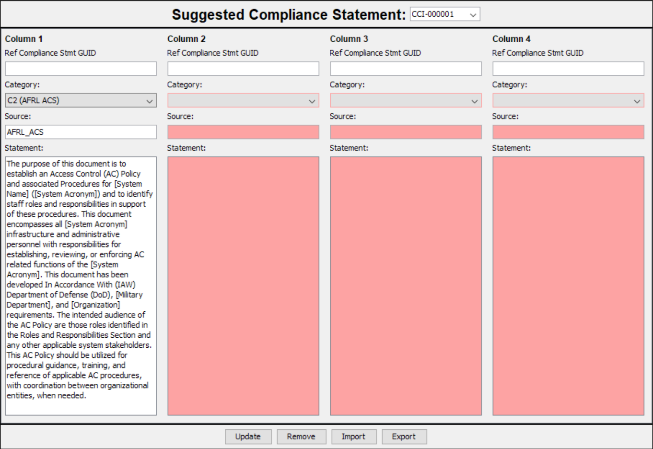 Suggested Compliance Statement: CCI-000001
Column 1
Ref Compliance Stmt GUID
Category:
C2 (AFRL ACS)
Source:
AFRL_ACS
Statement:
The purpose of this document is to
establish an Access Control (AC) Policy
and associated Procedures for [System
Name] ([System Acronym]) and to identify
staff roles and responsibilities in support
of these procedures. This document
encompasses all [System Acronym]
infrastructure and administrative
personnel with responsibilities for
establishing, reviewing, or enforcing AC
related functions of the [System
Acronym]. This document has been
developed In Accordance With (IAW)
Department of Defense (DoD), [Military
Department], and [Organization]
requirements. The intended audience of
the AC Policy are those roles identified in
the Roles and Responsibilities Section and
any other applicable system stakeholders.
This AC Policy should be utilized for
procedural guidance, training, and
reference of applicable AC procedures,
with coordination between organizational
entities, when needed.
Column 2
Ref Compliance Stmt GUID
Category:
Source:
Statement:
Column 3
Ref Compliance Stmt GUID
Category:
Source:
Statement:
Column 4
Ref Compliance Stmt GUID
Category:
Source:
Statement:
Update
Remove
Import
Export